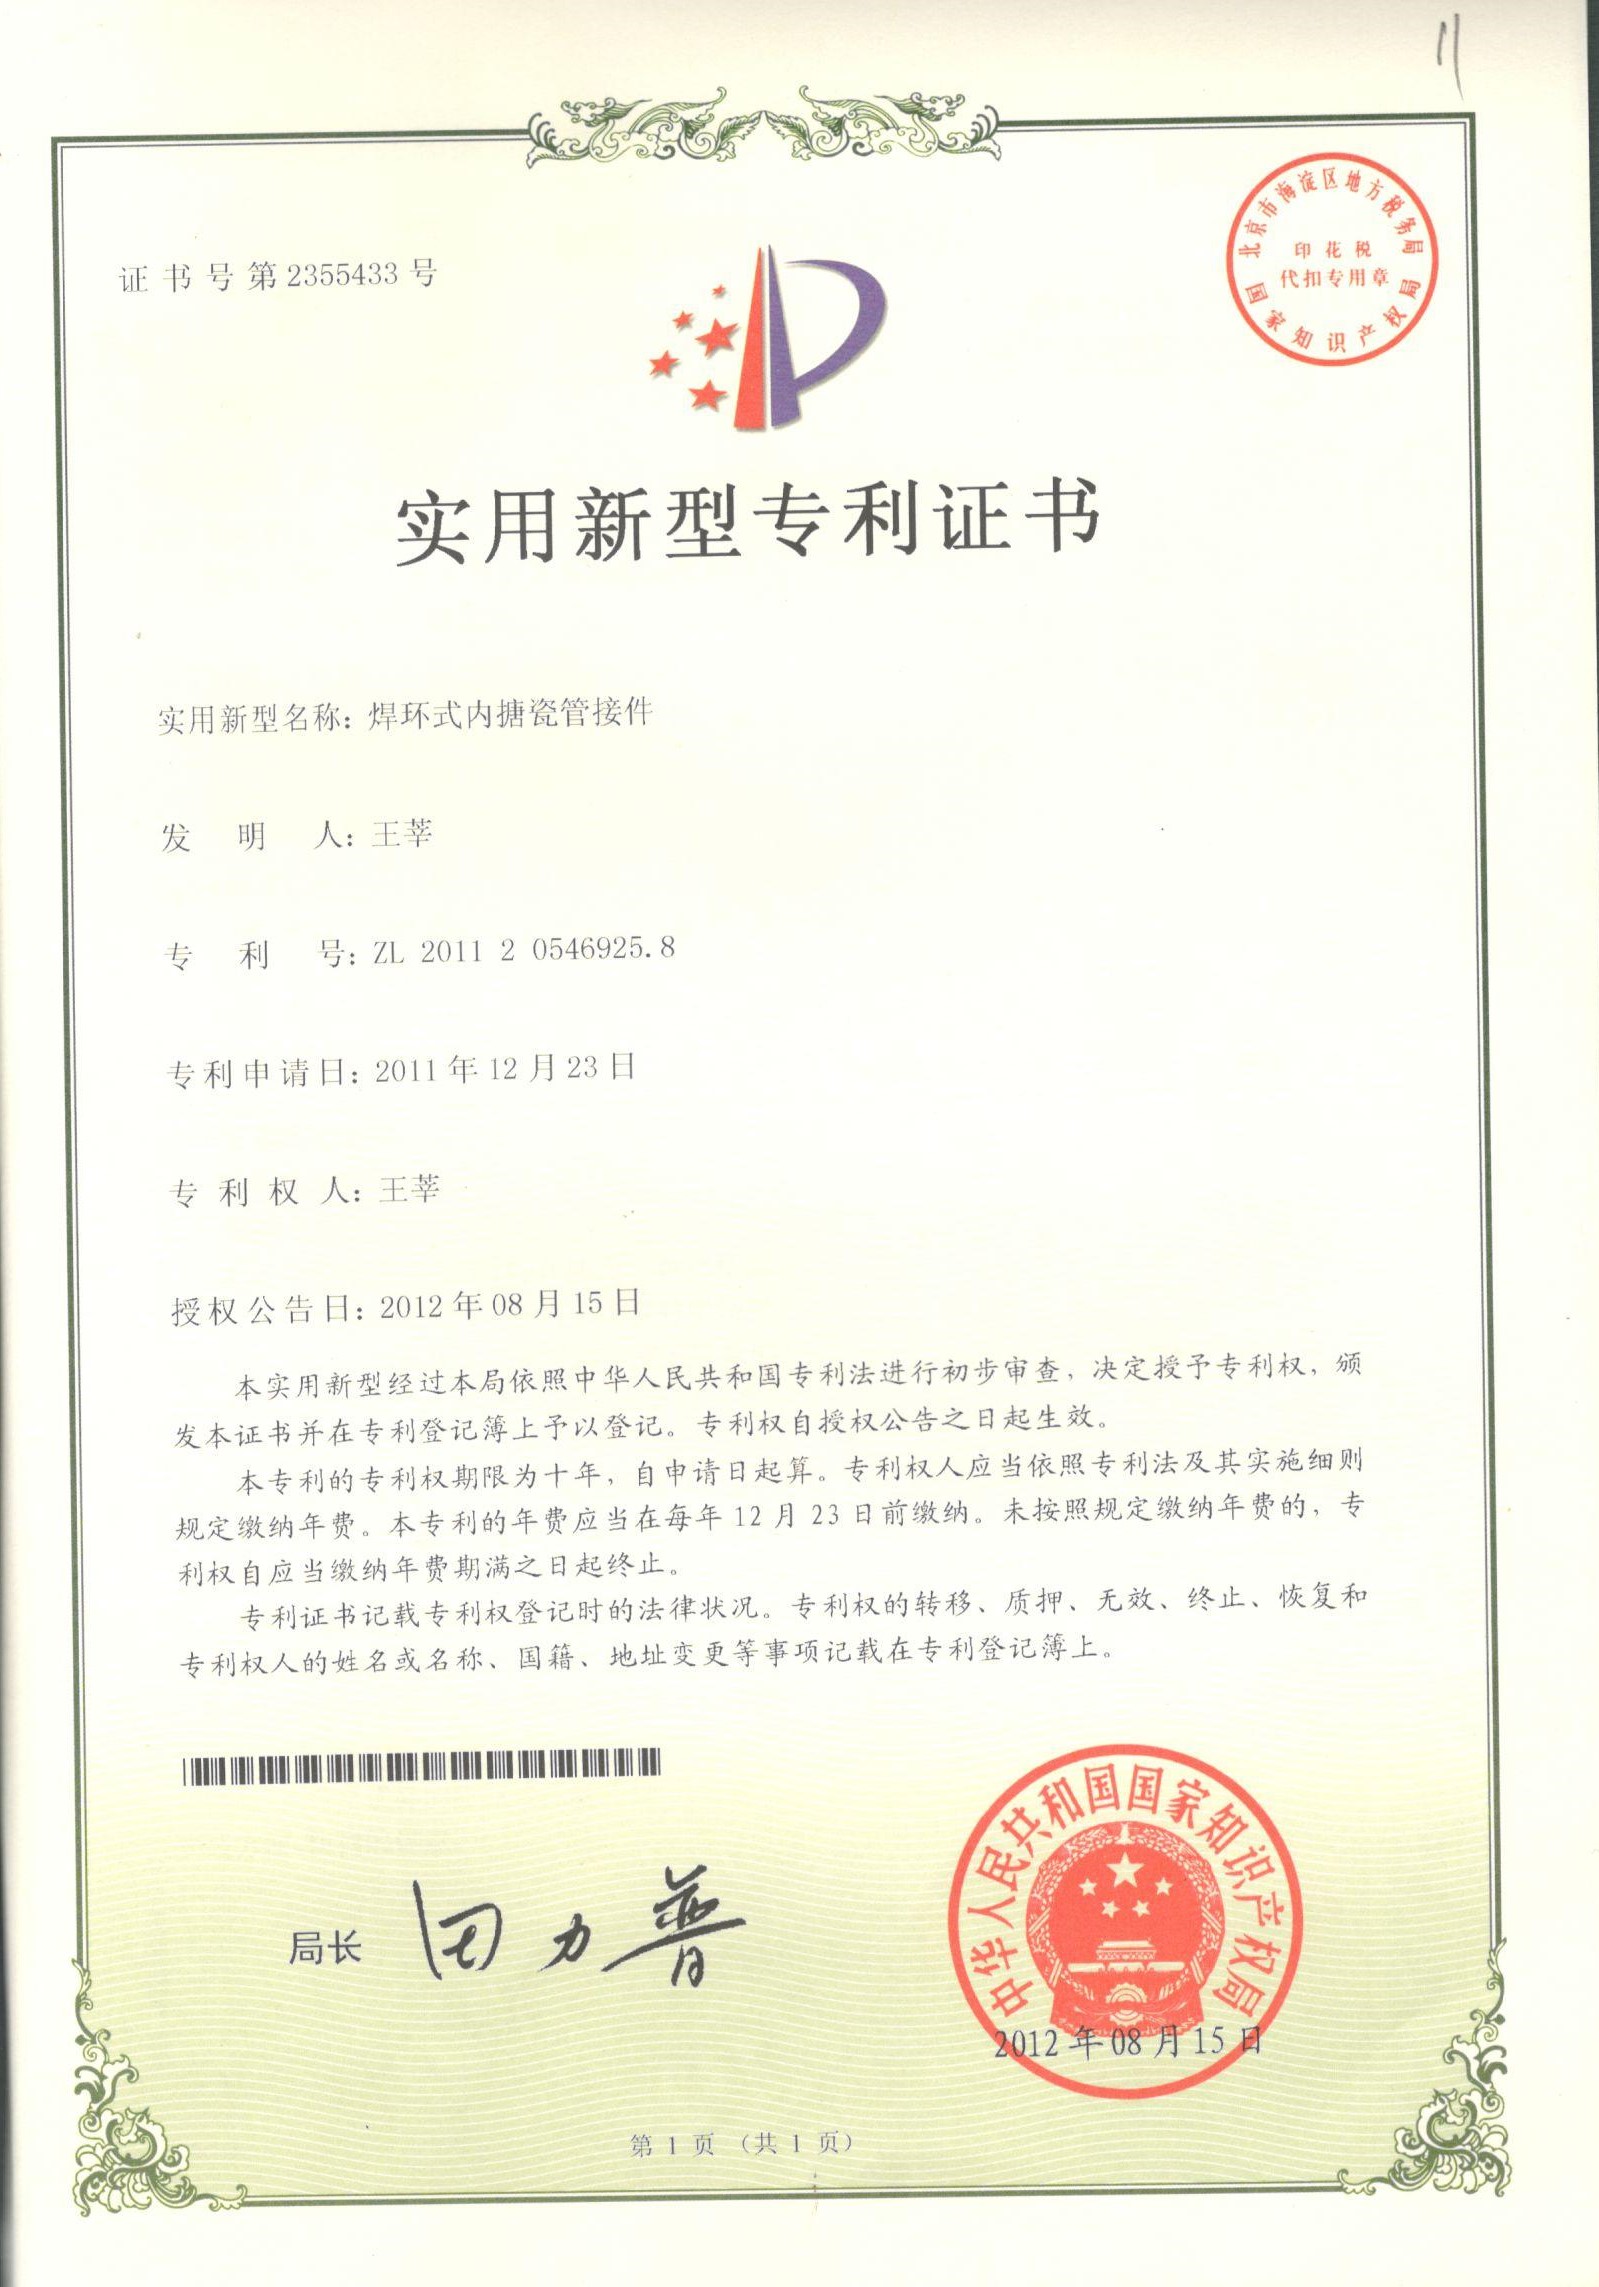 11
北京市海淀区地方税务局
印花税
代扣专用章
国家知识产权局
证书号第2355433号
实用新型专利证书
实用新型名称：焊环式内搪瓷管接件
发明人：王莘
专利号：ZL 2011 2 0546925.8
专利申请日：2011年12月23日
专利权人：王莘
授权公告日：2012年08月15日
本实用新型经过本局依照中华人民共和国专利法进行初步审查，决定授予专利权，颁
发本证书并在专利登记簿上予以登记。专利权自授权公告之日起生效。
本专利的专利权期限为十年，自申请日起算。专利权人应当依照专利法及其实施细则
规定缴纳年费。本专利的年费应当在每年12月23日前缴纳。未按照规定缴纳年费的，专
利权自应当缴纳年费期满之日起终止。
专利证书记载专利权登记时的法律状况。专利权的转移、质押、无效、终止、恢复和
专利权人的姓名或名称、国籍、地址变更等事项记载在专利登记簿上。
局长 田力普
中华人民共和国国家知识产权局
2012年08月15日
第1页（共1页）